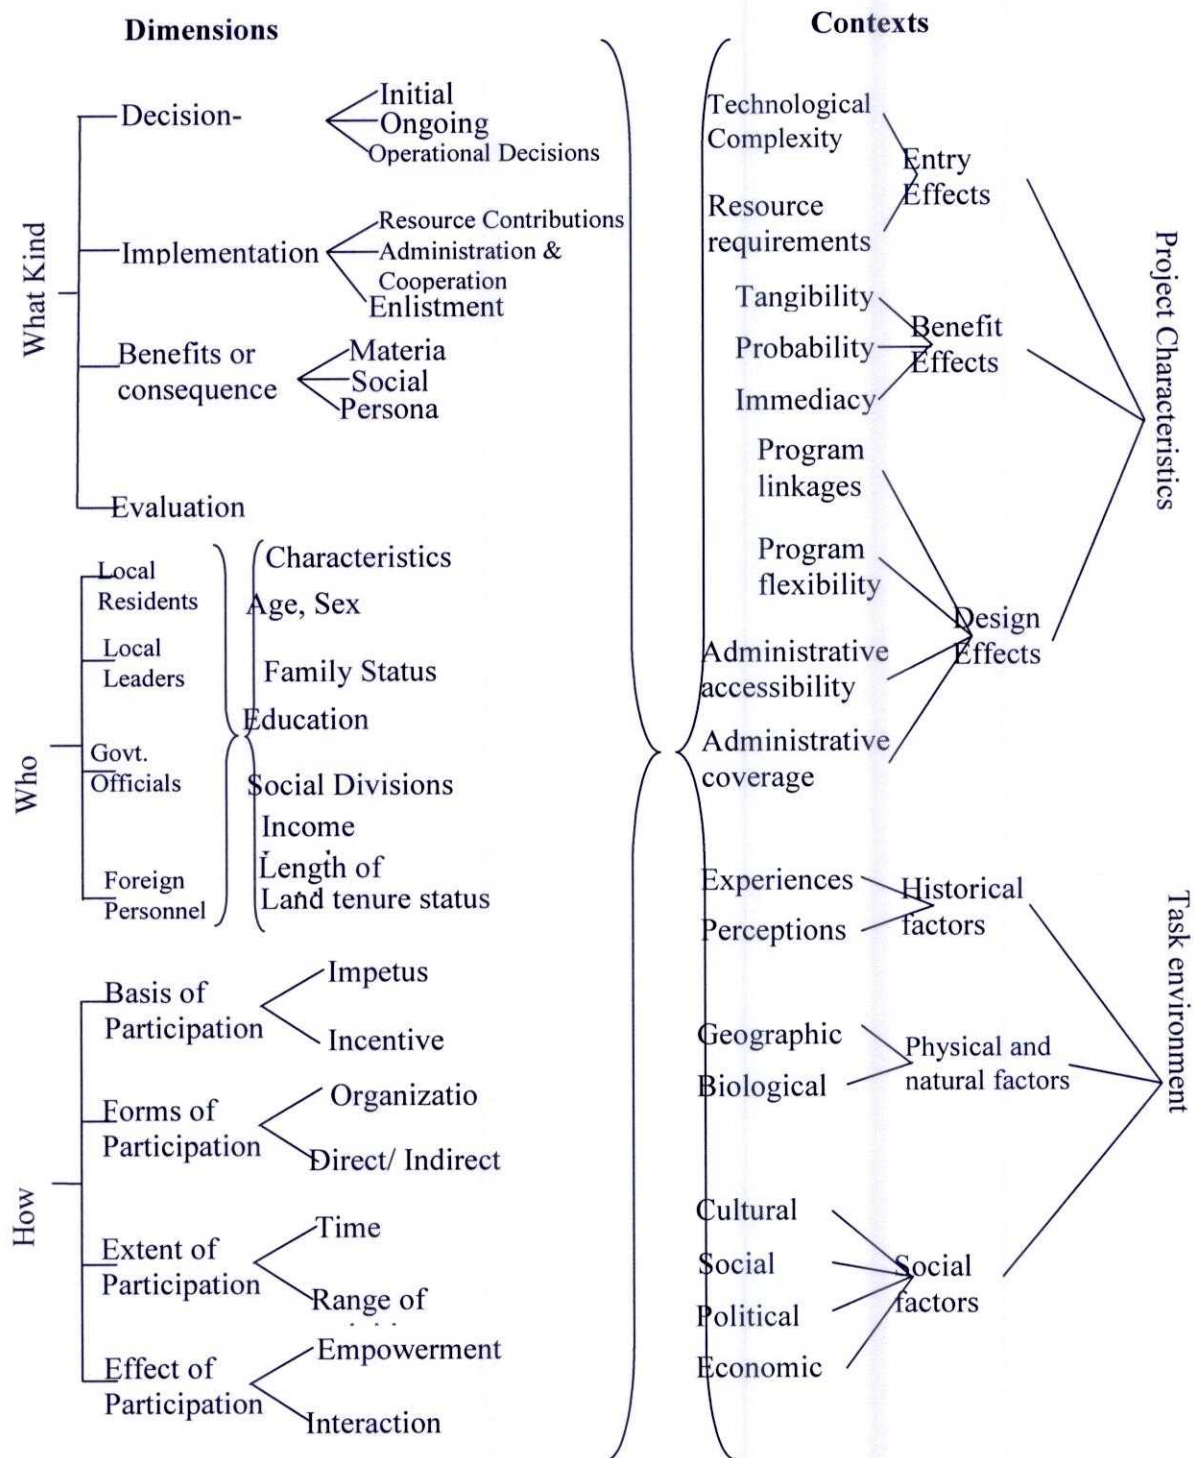 Dimensions
What Kind
Decision-
Initial
Ongoing
Operational Decisions
Implementation
Resource Contributions
Administration &
Cooperation
Enlistment
Benefits or
consequence
Materia
Social
Persona
Evaluation
Who
Local
Residents
Local
Leaders
Govt.
Officials
Foreign
Personnel
Characteristics
Age, Sex
Family Status
Education
Social Divisions
Income
Length of
Land tenure status
How
Basis of
Participation
Impetus
Incentive
Forms of
Participation
Organizatio
Direct/ Indirect
Extent of
Participation
Time
Range of
Effect of
Participation
Empowerment
Interaction
Contexts
Technological
Complexity
Resource
requirements
Entry
Effects
Tangibility
Probability
Immediacy
Benefit
Effects
Program
linkages
Program
flexibility
Administrative
accessibility
Administrative
coverage
Design
Effects
Project Characteristics
Experiences
Perceptions
Historical
factors
Geographic
Biological
Physical and
natural factors
Cultural
Social
Political
Economic
Social
factors
Task environment